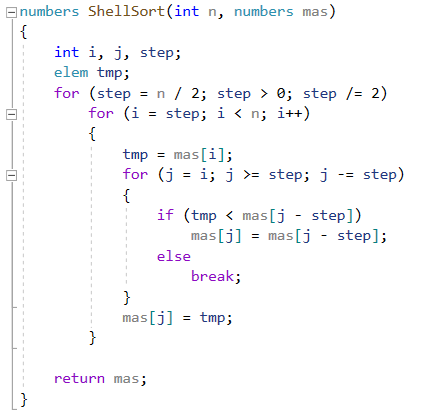 numbers ShellSort(int n, numbers mas)
{
    int i, j, step;
    elem tmp;
    for (step = n / 2; step > 0; step /= 2)
        for (i = step; i < n; i++)
        {
            tmp = mas[i];
            for (j = i; j >= step; j -= step)
            {
                if (tmp < mas[j - step])
                    mas[j] = mas[j - step];
                else
                    break;
            }
            mas[j] = tmp;
        }

    return mas;
}